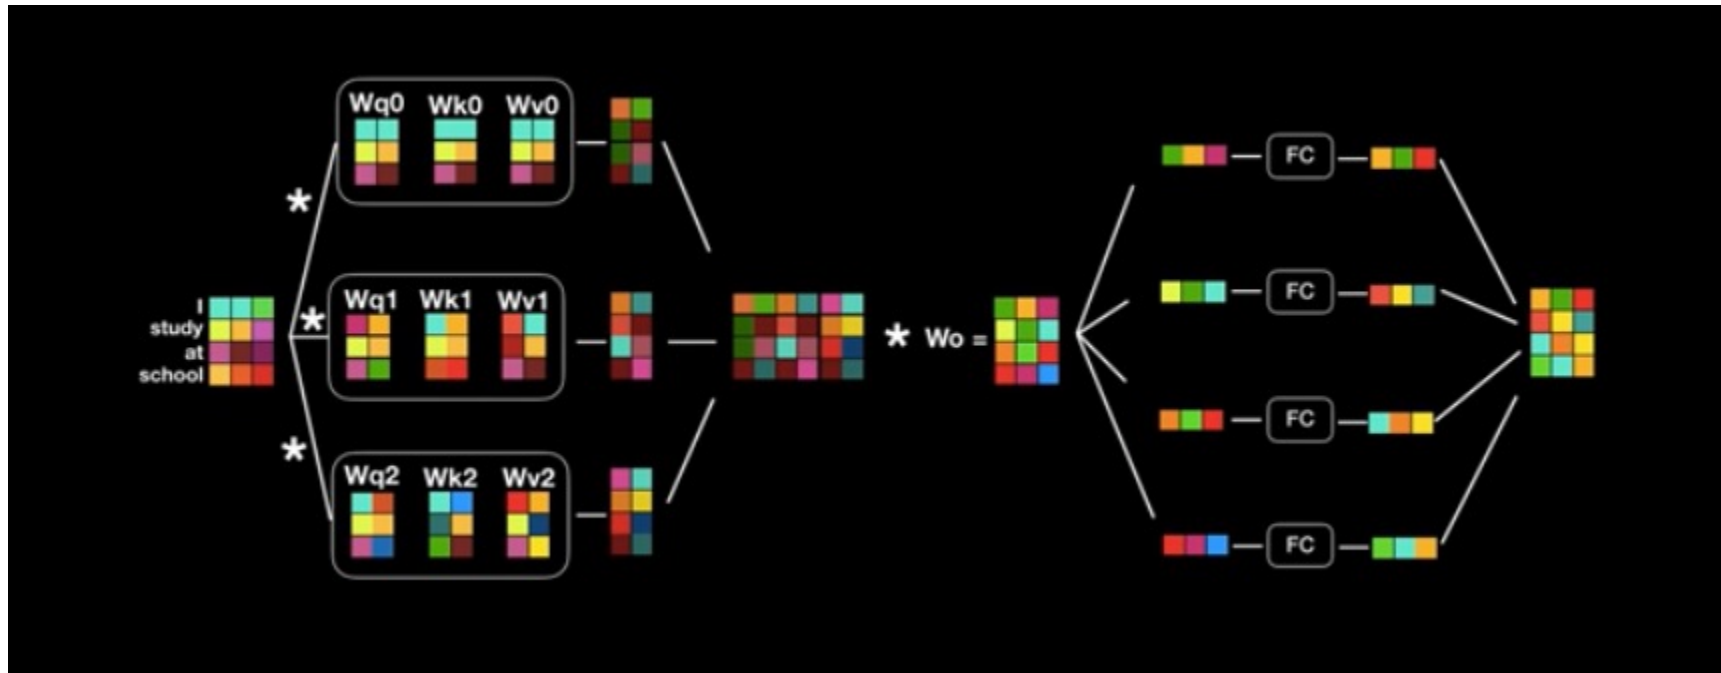 Wq0 Wk0 Wv0
*
I
study
at
school
*
Wq1 Wk1 Wv1
*
Wq2 Wk2 Wv2
* Wo =
FC
FC
FC
FC